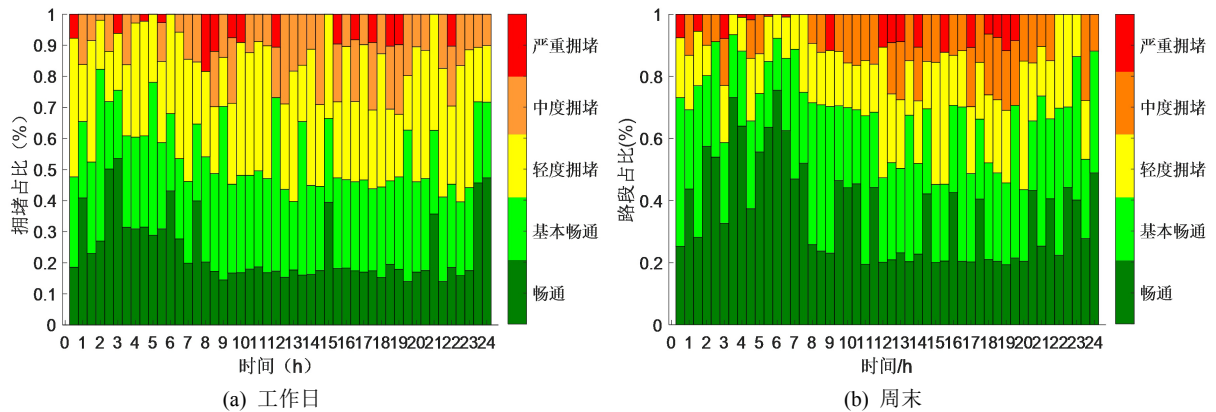 1
0.9
0.8
0.7
0.6
0.5
0.4
0.3
0.2
0.1
0
拥堵占比（%）
0 1 2 3 4 5 6 7 8 9 10 11 12 13 14 15 16 17 18 19 20 21 22 23 24
时间（h）
严重拥堵
中度拥堵
轻度拥堵
基本畅通
畅通
(a) 工作日
1
0.8
0.6
0.4
0.2
0
路段占比(%)
0 1 2 3 4 5 6 7 8 9 10 11 12 13 14 15 16 17 18 19 20 21 22 23 24
时间/h
严重拥堵
中度拥堵
轻度拥堵
基本畅通
畅通
(b) 周末